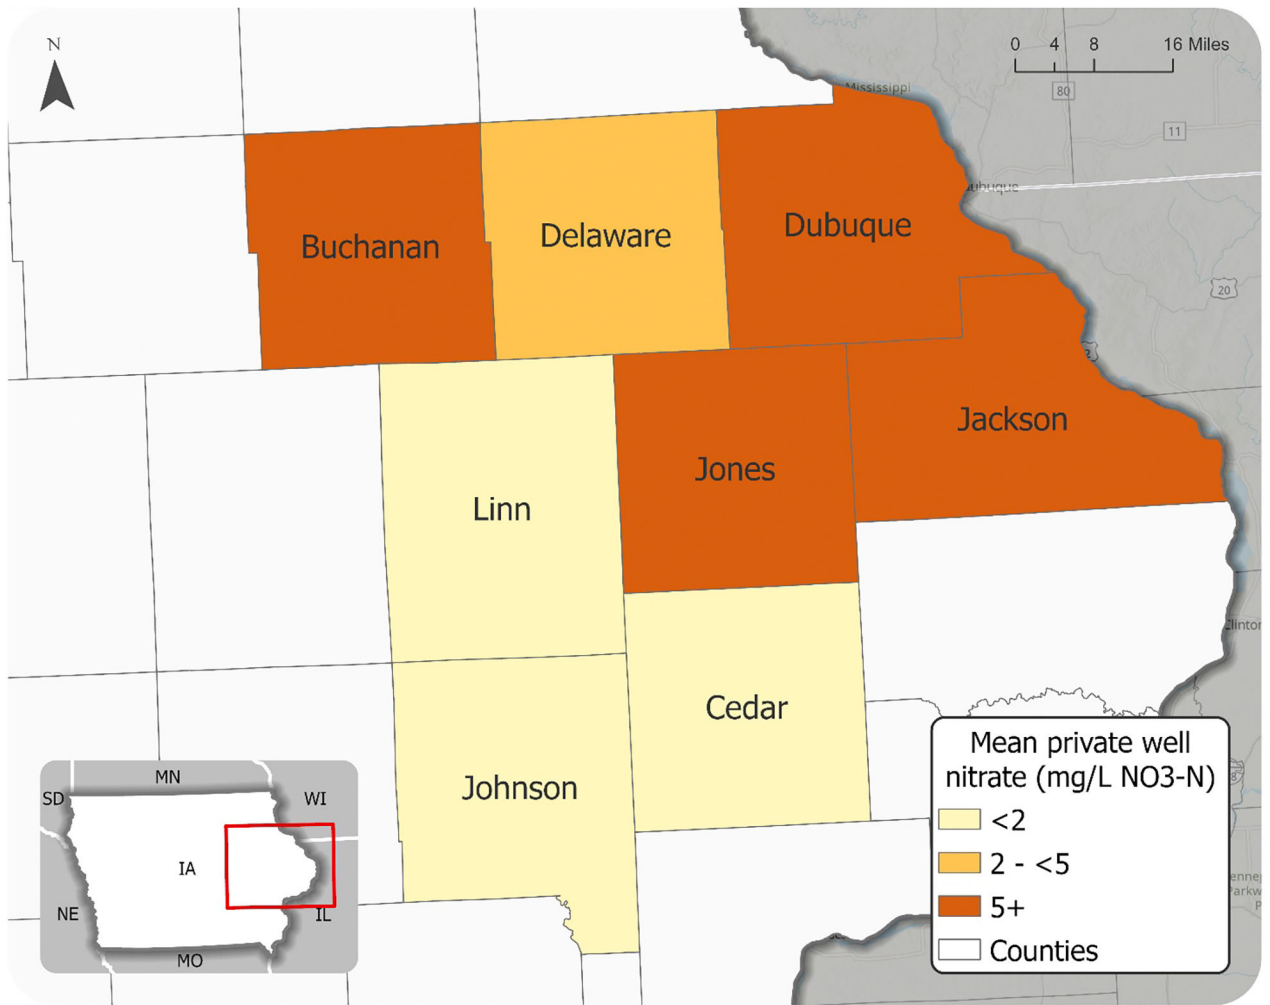 N
0 4 8 16 Miles
Mississippi
80
11
Buchanan
Delaware
Dubuque
20
Jackson
Jones
Linn
Cedar
Johnson
Mean private well
nitrate (mg/L NO3-N)
<2
2 - <5
5+
Counties
MN
SD
WI
IA
NE
IL
MO